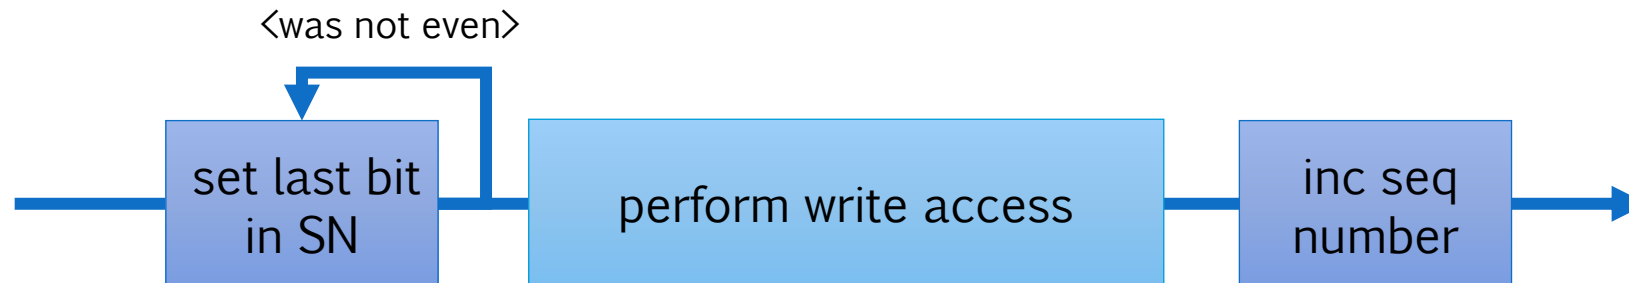 <was not even>
set last bit
in SN
perform write access
inc seq
number